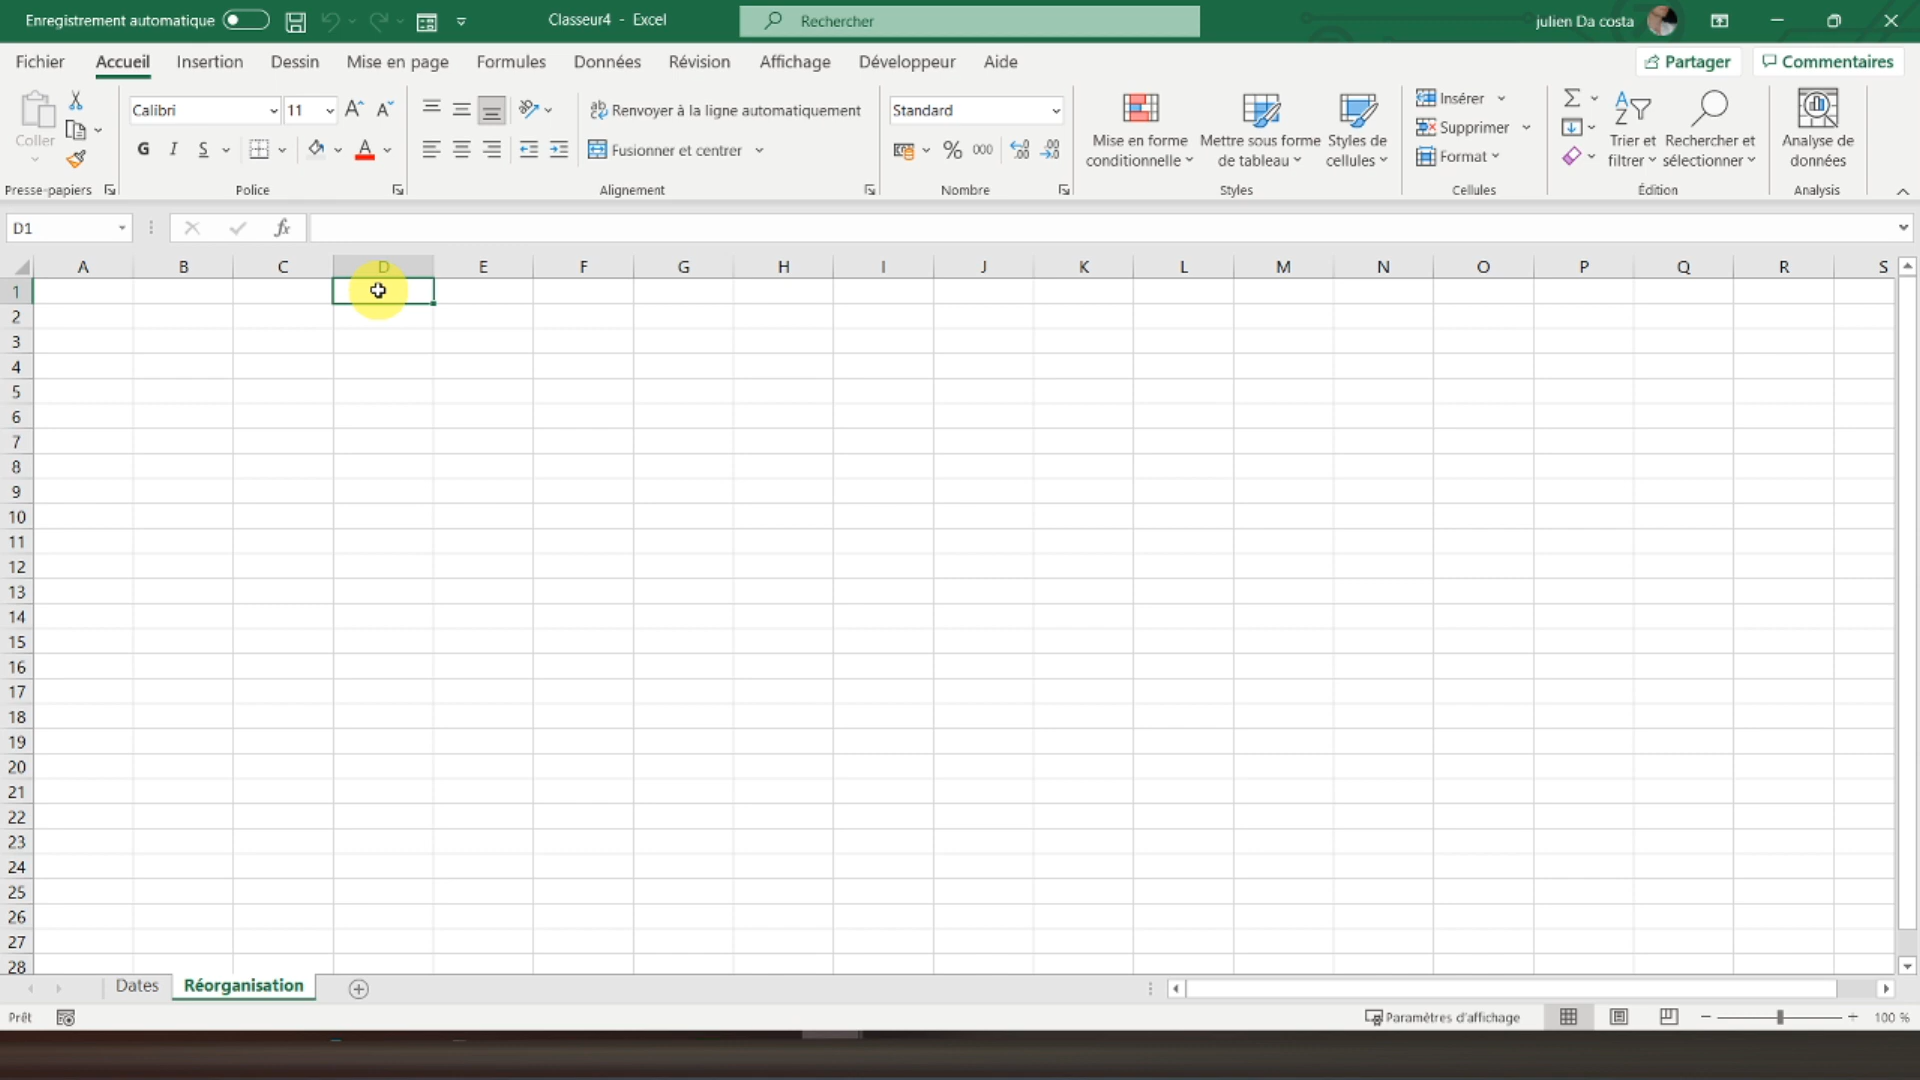 Enregistrement automatique
Classeur4 - Excel
Rechercher
julien Da costa
Fichier Accueil Insertion Dessin Mise en page Formules Données Révision Affichage Développeur Aide
Partager Commentaires
Coller
Presse-papiers
Calibri 11
G I S A
Police
Renvoyer à la ligne automatiquement
Fusionner et centrer
Alignement
Standard
% 000
Nombre
Mise en forme conditionnelle
Mettre sous forme de tableau
Styles de cellules
Styles
Insérer
Supprimer
Format
Cellules
Trier et filtrer
Rechercher et sélectionner
Édition
Analyse de données
Analysis
D1
fx
A B C D E F G H I J K L M N O P Q R S
1
2
3
4
5
6
7
8
9
10
11
12
13
14
15
16
17
18
19
20
21
22
23
24
25
26
27
28
Dates Réorganisation
Prêt
Paramètres d'affichage
100 %